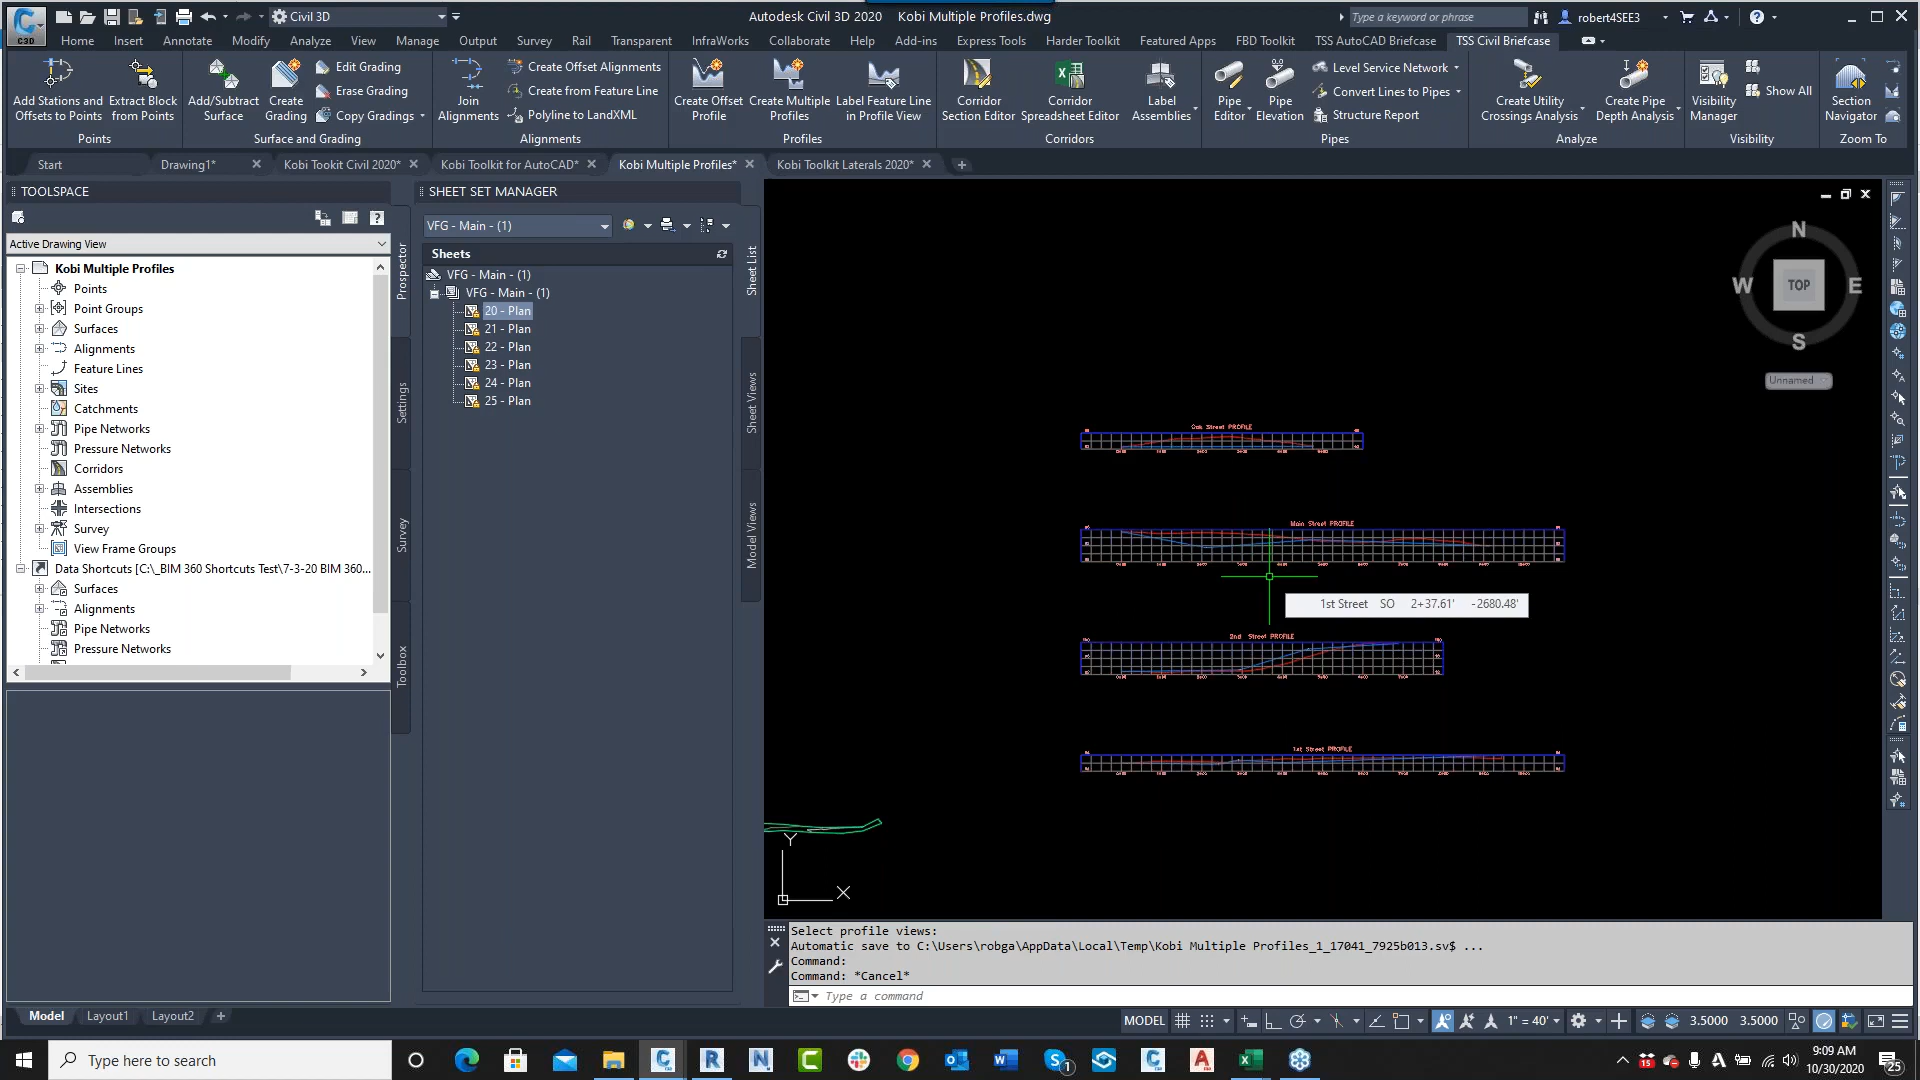 Civil 3D
Autodesk Civil 3D 2020 Kobi Multiple Profiles.dwg
Type a keyword or phrase
robert4SEE3
C3D
Home Insert Annotate Modify Analyze View Manage Output Survey Rail Transparent InfraWorks Collaborate Help Add-ins Express Tools Harder Toolkit Featured Apps FBD Toolkit TSS AutoCAD Briefcase TSS Civil Briefcase
Add Stations and Offsets to Points
Extract Block from Points
Points
Add/Subtract Surface
Create Grading
Edit Grading
Erase Grading
Copy Gradings
Surface and Grading
Join Alignments
Create Offset Alignments
Create from Feature Line
Polyline to LandXML
Alignments
Create Offset Profile
Create Multiple Profiles
Label Feature Line in Profile View
Profiles
Corridor Section Editor
Corridor Spreadsheet Editor
Label Assemblies
Corridors
Pipe Editor
Pipe Elevation
Level Service Network
Convert Lines to Pipes
Structure Report
Pipes
Create Utility Crossings Analysis
Create Pipe Depth Analysis
Analyze
Visibility Manager
Show All
Visibility
Section Navigator
Zoom To
Start Drawing1* Kobi Tookit Civil 2020* Kobi Toolkit for AutoCAD* Kobi Multiple Profiles* Kobi Toolkit Laterals 2020*
TOOLSPACE
Active Drawing View
Kobi Multiple Profiles
Points
Point Groups
Surfaces
Alignments
Feature Lines
Sites
Catchments
Pipe Networks
Pressure Networks
Corridors
Assemblies
Intersections
Survey
View Frame Groups
Data Shortcuts [C:\_BIM 360 Shortcuts Test\7-3-20 BIM 360...
Surfaces
Alignments
Pipe Networks
Pressure Networks
Prospector
Settings
Survey
Toolbox
SHEET SET MANAGER
VFG - Main - (1)
Sheets
VFG - Main - (1)
VFG - Main - (1)
20 - Plan
21 - Plan
22 - Plan
23 - Plan
24 - Plan
25 - Plan
Sheet List
Sheet Views
Model Views
N
W TOP E
S
Unnamed
Oak Street PROFILE
Main Street PROFILE
1st Street SO 2+37.61' -2680.48'
2nd Street PROFILE
1st Street PROFILE
Y
X
Select profile views:
Automatic save to C:\Users\robga\AppData\Local\Temp\Kobi Multiple Profiles_1_17041_7925b013.sv$ ...
Command:
Command: *Cancel*
Type a command
Model Layout1 Layout2
MODEL 1" = 40' 3.5000 3.5000
Type here to search
9:09 AM
10/30/2020
25